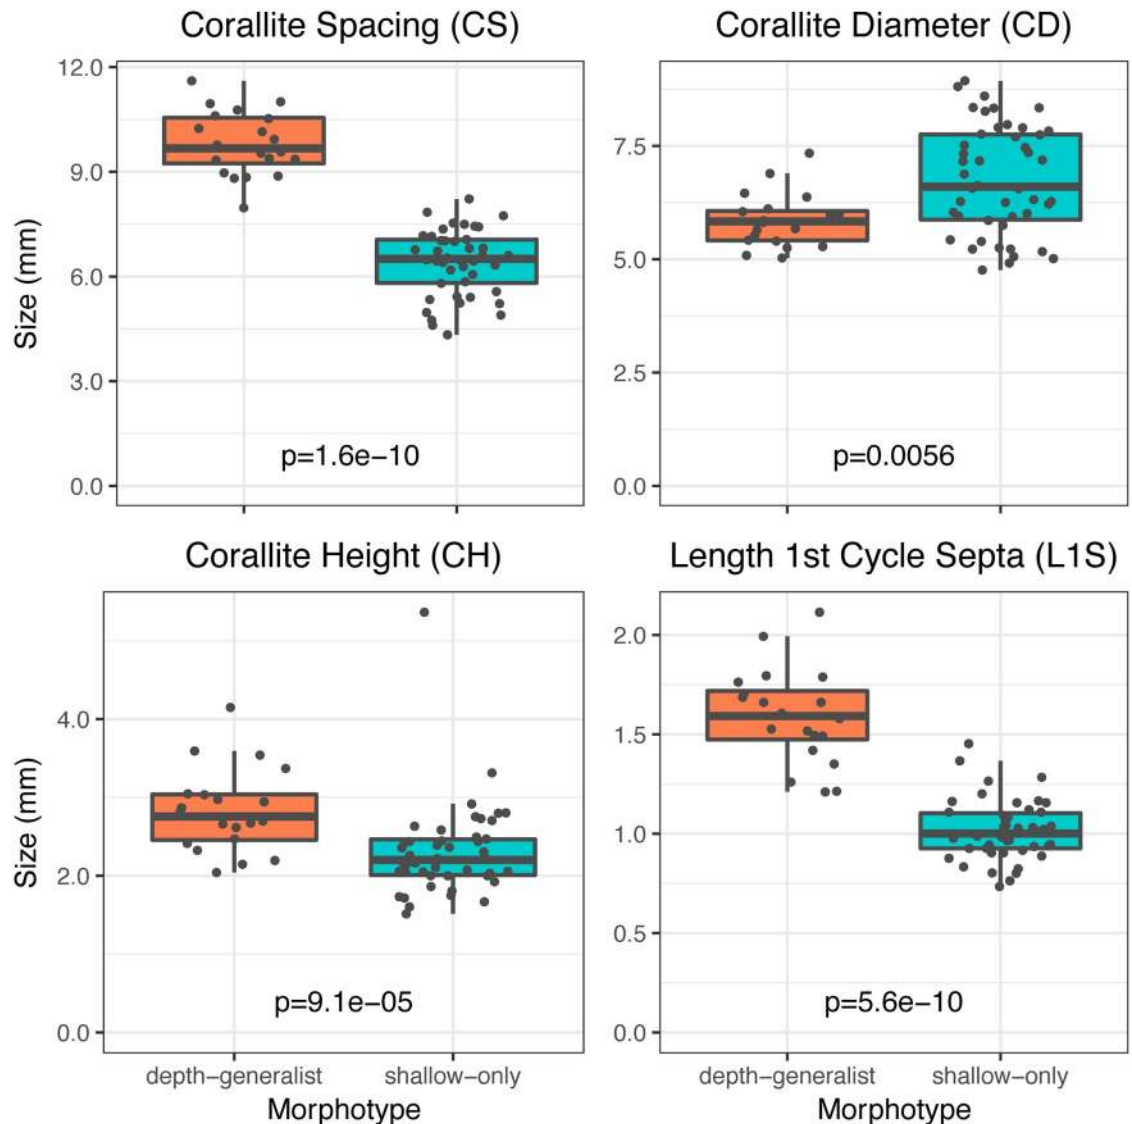 Corallite Spacing (CS)
Corallite Diameter (CD)
Size (mm)
12.0
9.0
6.0
3.0
0.0
p=1.6e−10
7.5
5.0
2.5
0.0
p=0.0056
Corallite Height (CH)
Length 1st Cycle Septa (L1S)
Size (mm)
4.0
2.0
0.0
p=9.1e−05
depth−generalist
shallow−only
Morphotype
2.0
1.5
1.0
0.5
0.0
p=5.6e−10
depth−generalist
shallow−only
Morphotype